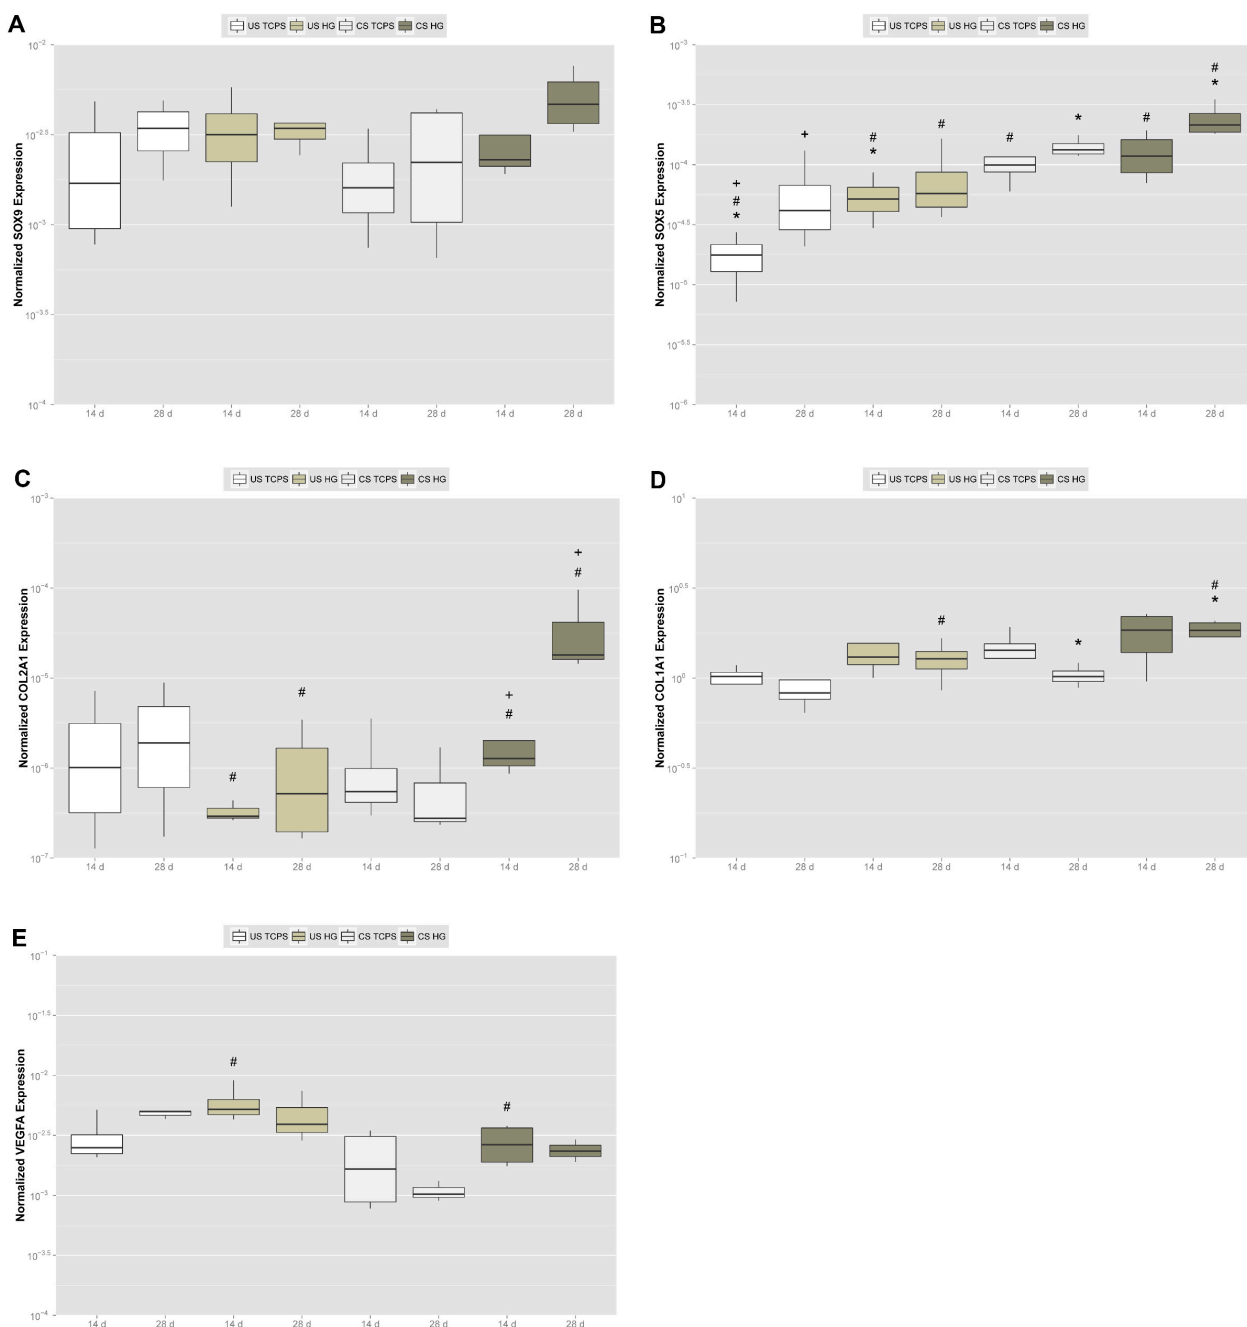 A
US TCPS US HG CS TCPS CS HG
Normalized SOX9 Expression
10^-2
10^-2.5
10^-3
10^-3.5
10^-4
14 d 28 d 14 d 28 d 14 d 28 d 14 d 28 d
B
US TCPS US HG CS TCPS CS HG
Normalized SOX5 Expression
10^-3
10^-3.5
10^-4
10^-4.5
10^-5
10^-5.5
10^-6
+ # *
+
# *
#
#
*
#
# *
14 d 28 d 14 d 28 d 14 d 28 d 14 d 28 d
C
US TCPS US HG CS TCPS CS HG
Normalized COL2A1 Expression
10^-3
10^-4
10^-5
10^-6
10^-7
#
#
+ #
+ #
14 d 28 d 14 d 28 d 14 d 28 d 14 d 28 d
D
US TCPS US HG CS TCPS CS HG
Normalized COL1A1 Expression
10^1
10^0.5
10^0
10^-0.5
10^-1
#
*
# *
14 d 28 d 14 d 28 d 14 d 28 d 14 d 28 d
E
US TCPS US HG CS TCPS CS HG
Normalized VEGFA Expression
10^-1
10^-1.5
10^-2
10^-2.5
10^-3
10^-3.5
10^-4
#
#
14 d 28 d 14 d 28 d 14 d 28 d 14 d 28 d